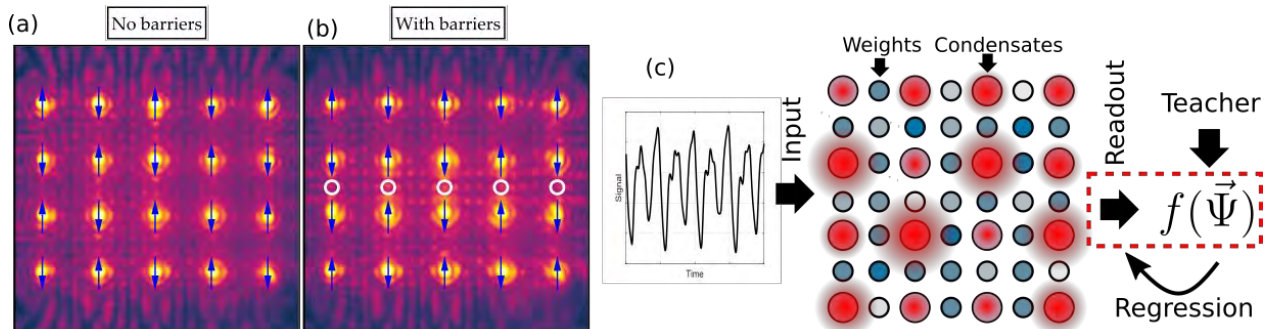 (a)
No barriers
(b)
With barriers
(c)
Signal
Time
Input
Weights
Condensates
Readout
Teacher
f(Ψ⃗)
Regression